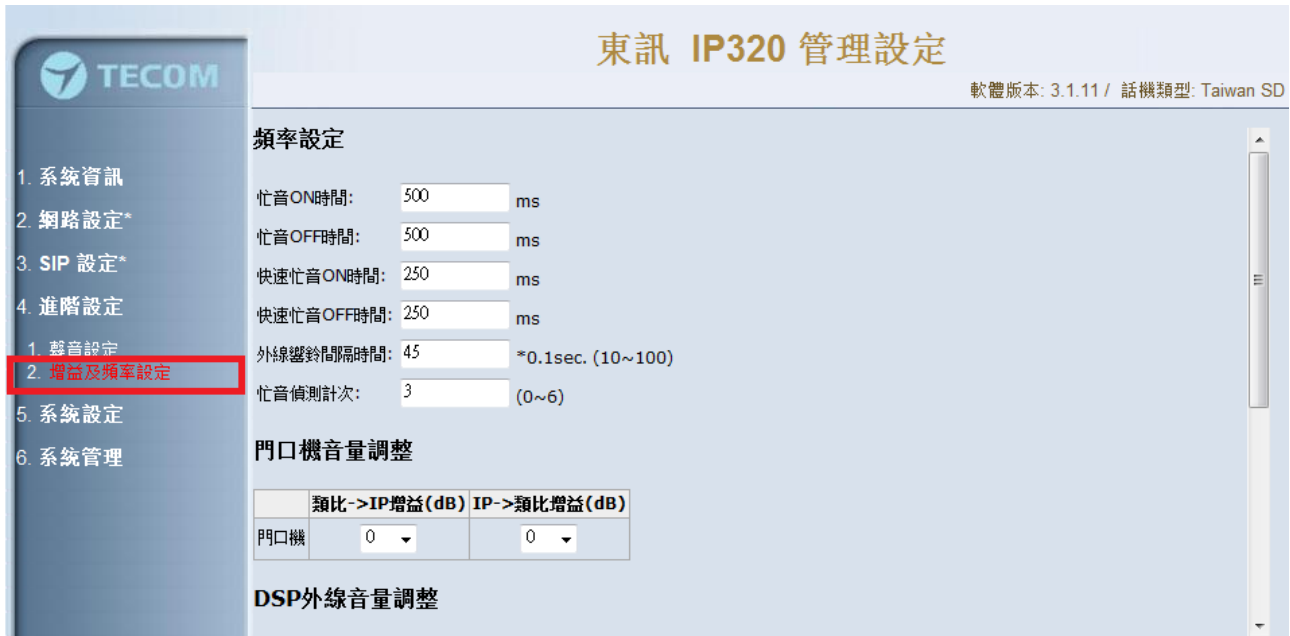 TECOM
東訊 IP320 管理設定
軟體版本: 3.1.11 / 話機類型: Taiwan SD
1. 系統資訊
2. 網路設定*
3. SIP 設定*
4. 進階設定
1. 聲音設定
2. 增益及頻率設定
5. 系統設定
6. 系統管理
頻率設定
忙音ON時間: 500 ms
忙音OFF時間: 500 ms
快速忙音ON時間: 250 ms
快速忙音OFF時間: 250 ms
外線響鈴間隔時間: 45 *0.1sec. (10~100)
忙音偵測計次: 3 (0~6)
門口機音量調整
類比->IP增益(dB) IP->類比增益(dB)
門口機 0 0
DSP外線音量調整